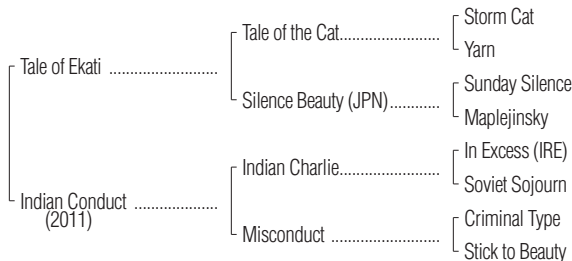 Storm Cat
Tale of the Cat..................
Yarn
Tale of Ekati ........................
Sunday Silence
Silence Beauty (JPN)...........
Maplejinsky
In Excess (IRE)
Indian Charlie...................
Soviet Sojourn
Indian Conduct ..................
(2011)
Criminal Type
Misconduct ........................
Stick to Beauty